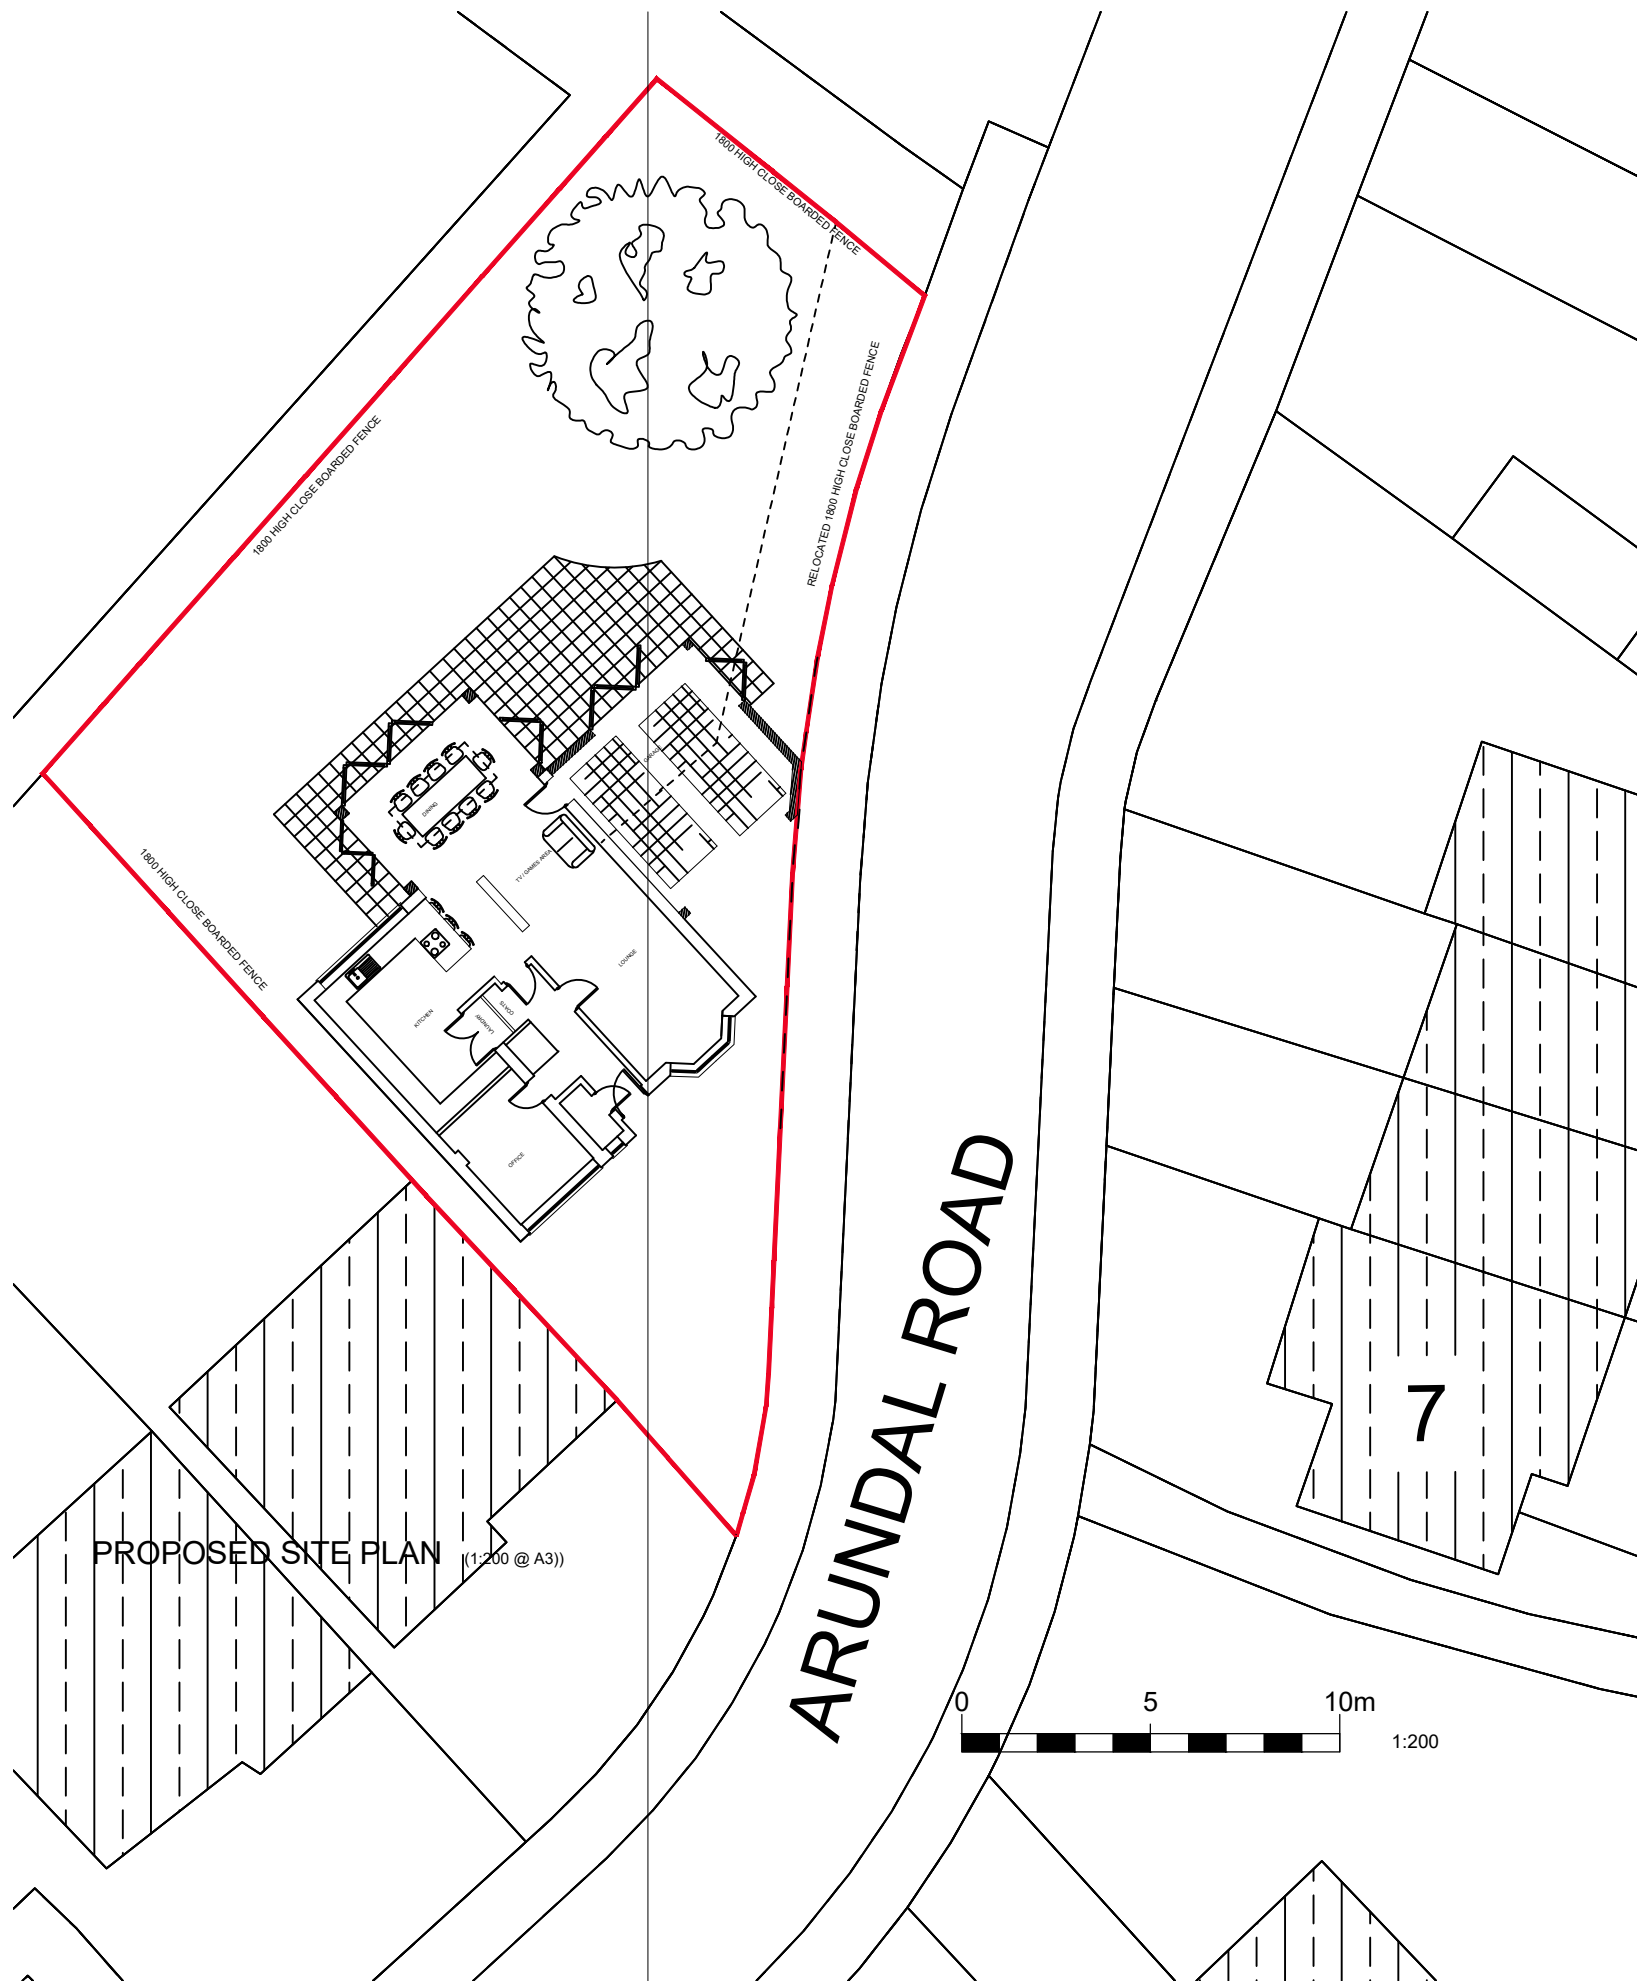 1800 HIGH CLOSE BOARDED FENCE
RELOCATED 1800 HIGH CLOSE BOARDED FENCE
1800 HIGH CLOSE BOARDED FENCE
1800 HIGH CLOSE BOARDED FENCE
GARAGE
DINING
TV / GAMES AREA
LOUNGE
KITCHEN
COATS
LAUNDRY
OFFICE
ARUNDAL ROAD
7
PROPOSED SITE PLAN (1:200 @ A3))
0 5 10m
1:200